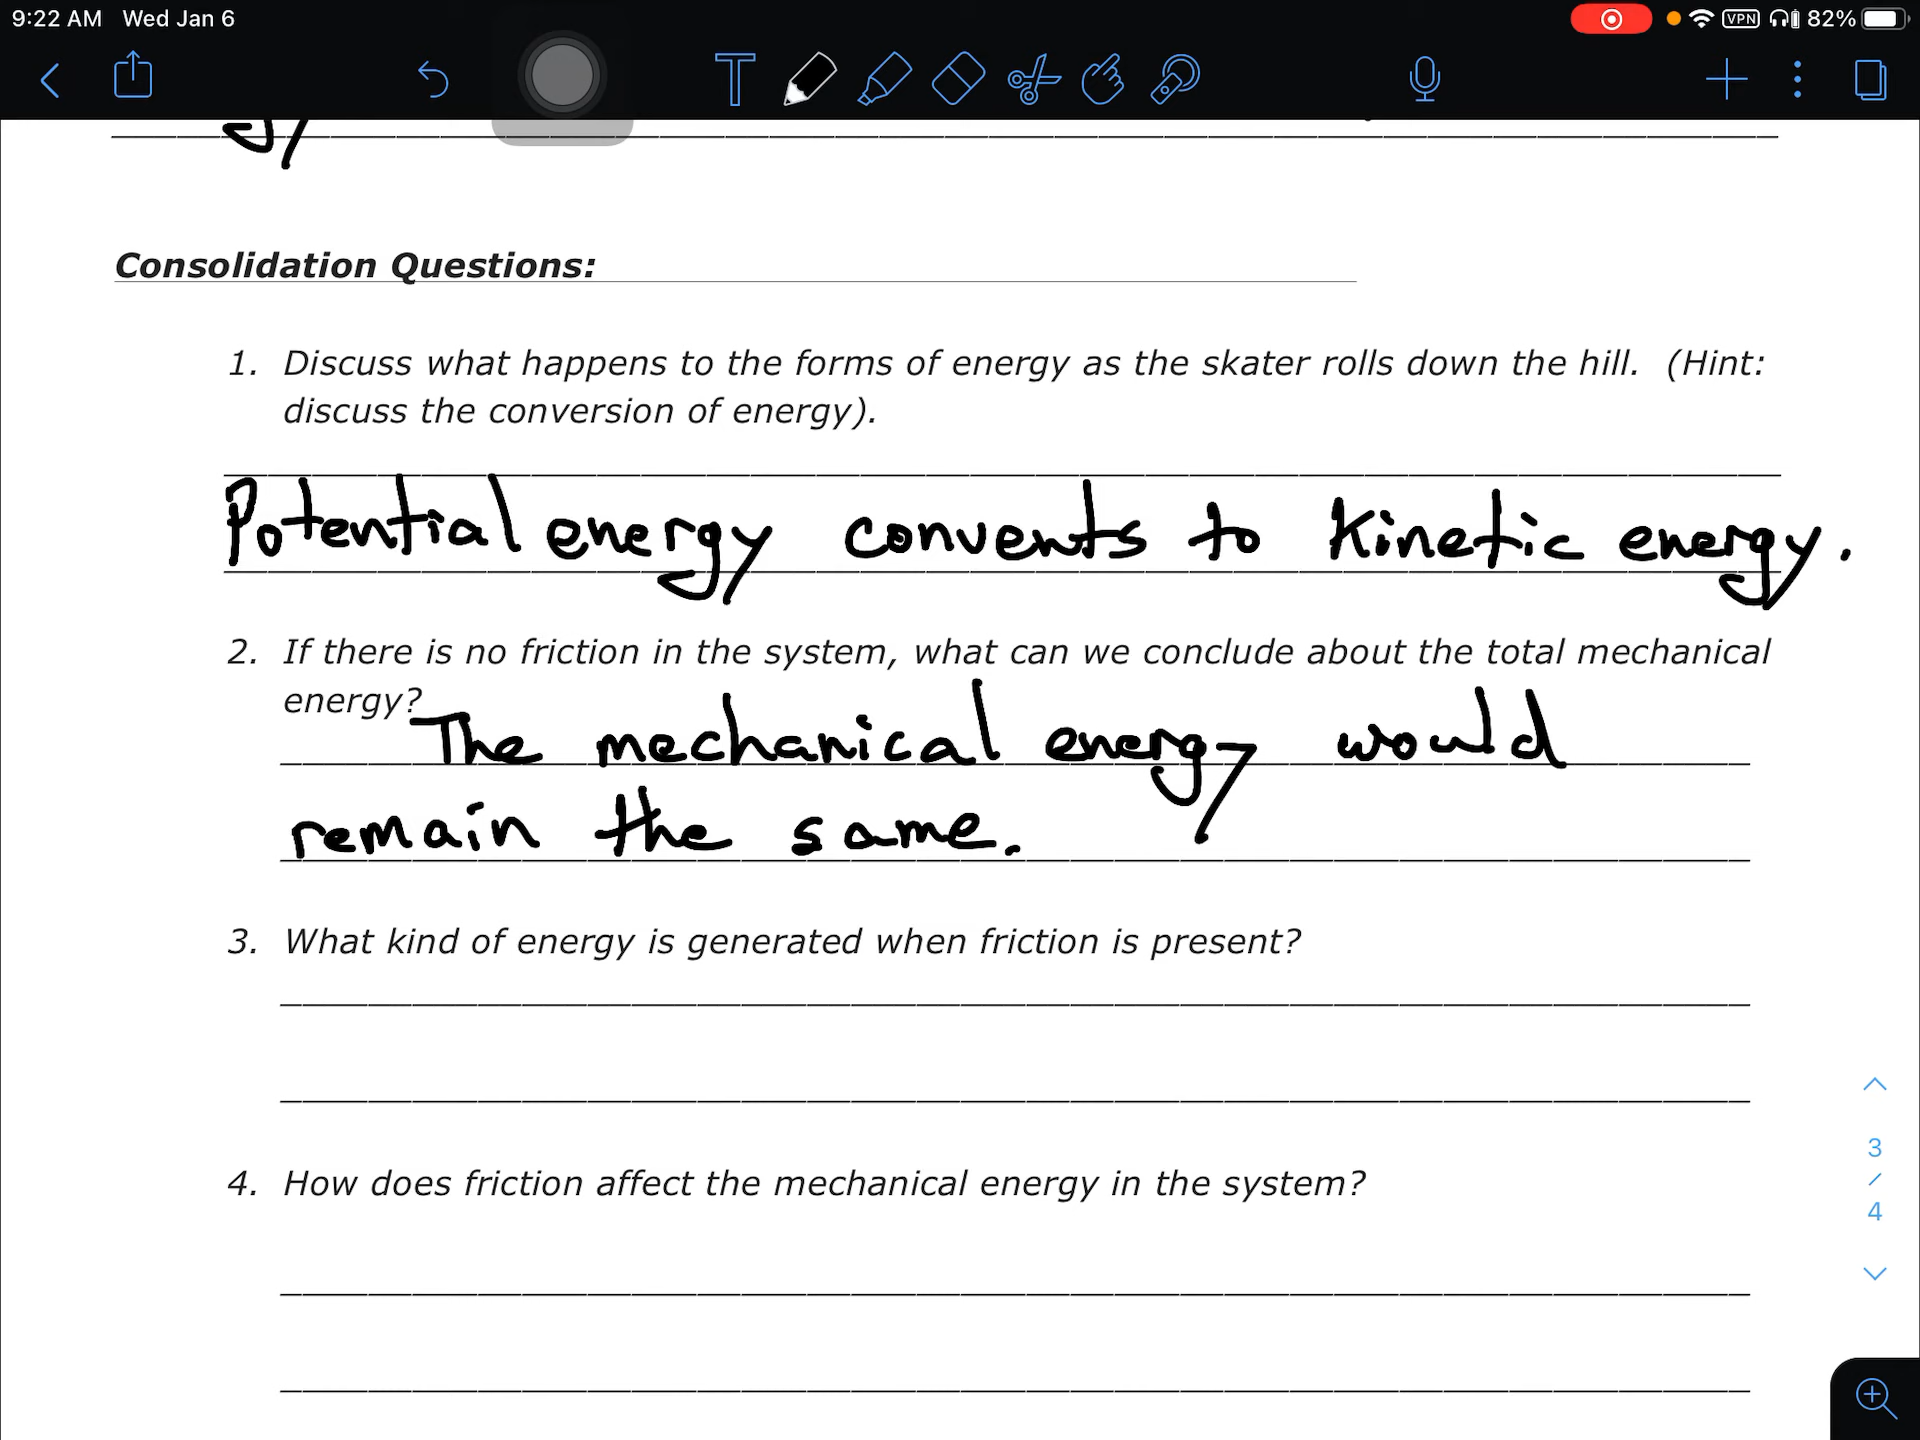 9:22 AM Wed Jan 6 VPN 82%
T
gy
Consolidation Questions:
1. Discuss what happens to the forms of energy as the skater rolls down the hill. (Hint:
discuss the conversion of energy).
Potential energy convents to Kinetic energy.
2. If there is no friction in the system, what can we conclude about the total mechanical
energy?
The mechanical energy would
remain the same.
3. What kind of energy is generated when friction is present?
4. How does friction affect the mechanical energy in the system?
3
/
4